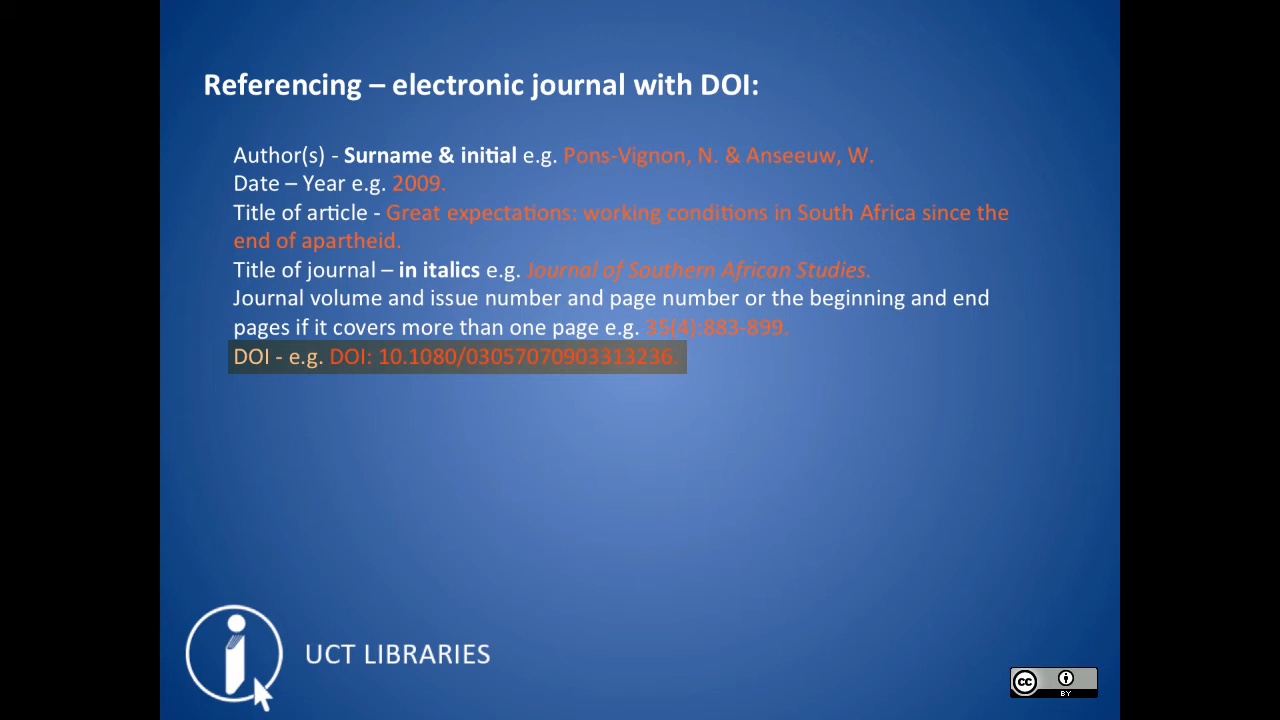 Referencing – electronic journal with DOI:
Author(s) - Surname & initial e.g. Pons-Vignon, N. & Anseeuw, W.
Date – Year e.g. 2009.
Title of article - Great expectations: working conditions in South Africa since the
end of apartheid.
Title of journal – in italics e.g. Journal of Southern African Studies.
Journal volume and issue number and page number or the beginning and end
pages if it covers more than one page e.g. 35(4):883-899.
DOI - e.g. DOI: 10.1080/03057070903313236.
UCT LIBRARIES
cc
BY